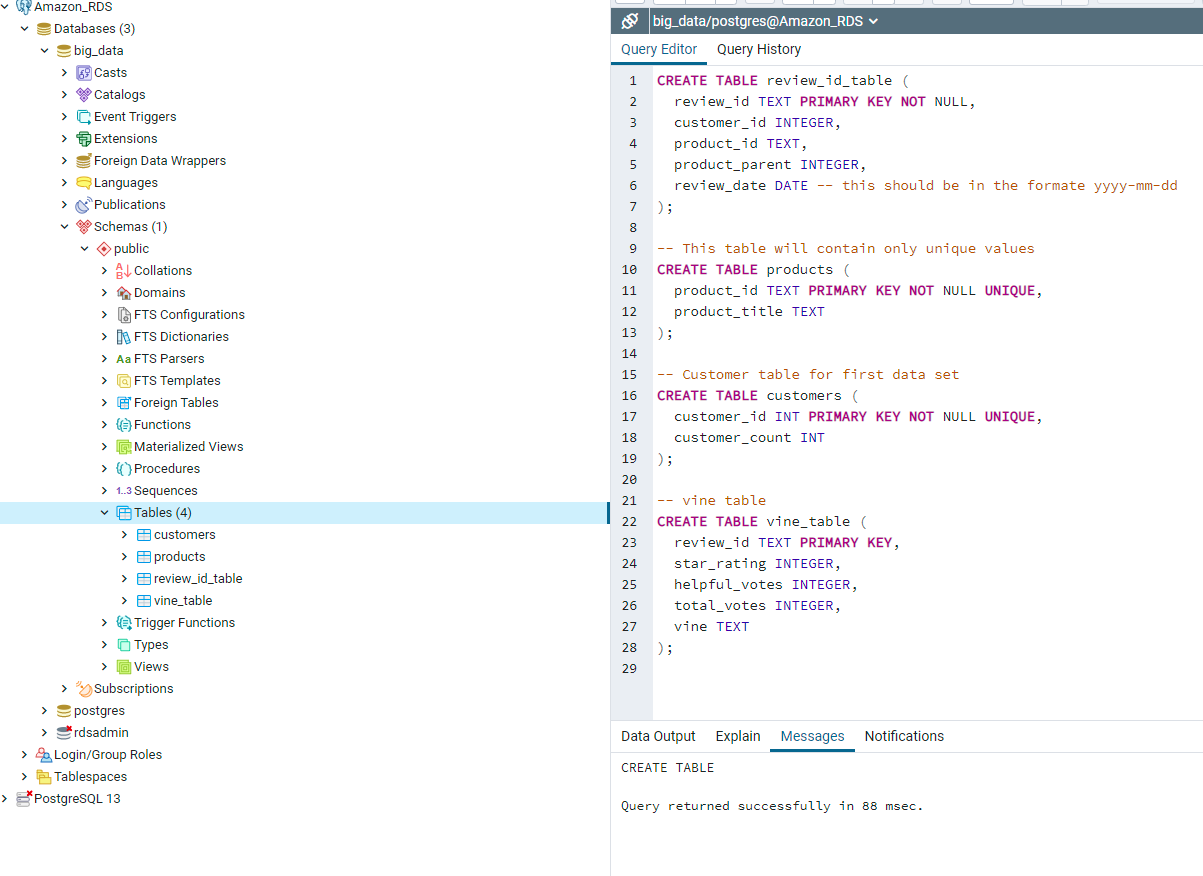 Amazon_RDS
Databases (3)
big_data
Casts
Catalogs
Event Triggers
Extensions
Foreign Data Wrappers
Languages
Publications
Schemas (1)
public
Collations
Domains
FTS Configurations
FTS Dictionaries
Aa FTS Parsers
FTS Templates
Foreign Tables
Functions
Materialized Views
Procedures
1..3 Sequences
Tables (4)
customers
products
review_id_table
vine_table
Trigger Functions
Types
Views
Subscriptions
postgres
rdsadmin
Login/Group Roles
Tablespaces
PostgreSQL 13
big_data/postgres@Amazon_RDS
Query Editor Query History
1 CREATE TABLE review_id_table (
2 review_id TEXT PRIMARY KEY NOT NULL,
3 customer_id INTEGER,
4 product_id TEXT,
5 product_parent INTEGER,
6 review_date DATE -- this should be in the formate yyyy-mm-dd
7 );
8
9 -- This table will contain only unique values
10 CREATE TABLE products (
11 product_id TEXT PRIMARY KEY NOT NULL UNIQUE,
12 product_title TEXT
13 );
14
15 -- Customer table for first data set
16 CREATE TABLE customers (
17 customer_id INT PRIMARY KEY NOT NULL UNIQUE,
18 customer_count INT
19 );
20
21 -- vine table
22 CREATE TABLE vine_table (
23 review_id TEXT PRIMARY KEY,
24 star_rating INTEGER,
25 helpful_votes INTEGER,
26 total_votes INTEGER,
27 vine TEXT
28 );
29
Data Output Explain Messages Notifications
CREATE TABLE
Query returned successfully in 88 msec.